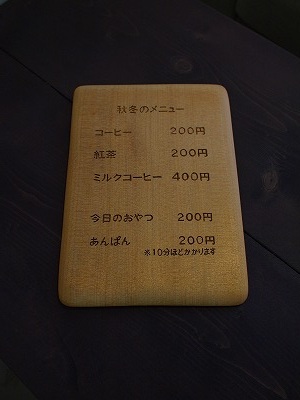 秋冬のメニュー
コーヒー 200円
紅茶 200円
ミルクコーヒー 400円
今日のおやつ 200円
あんぱん 200円
※10分ほどかかります